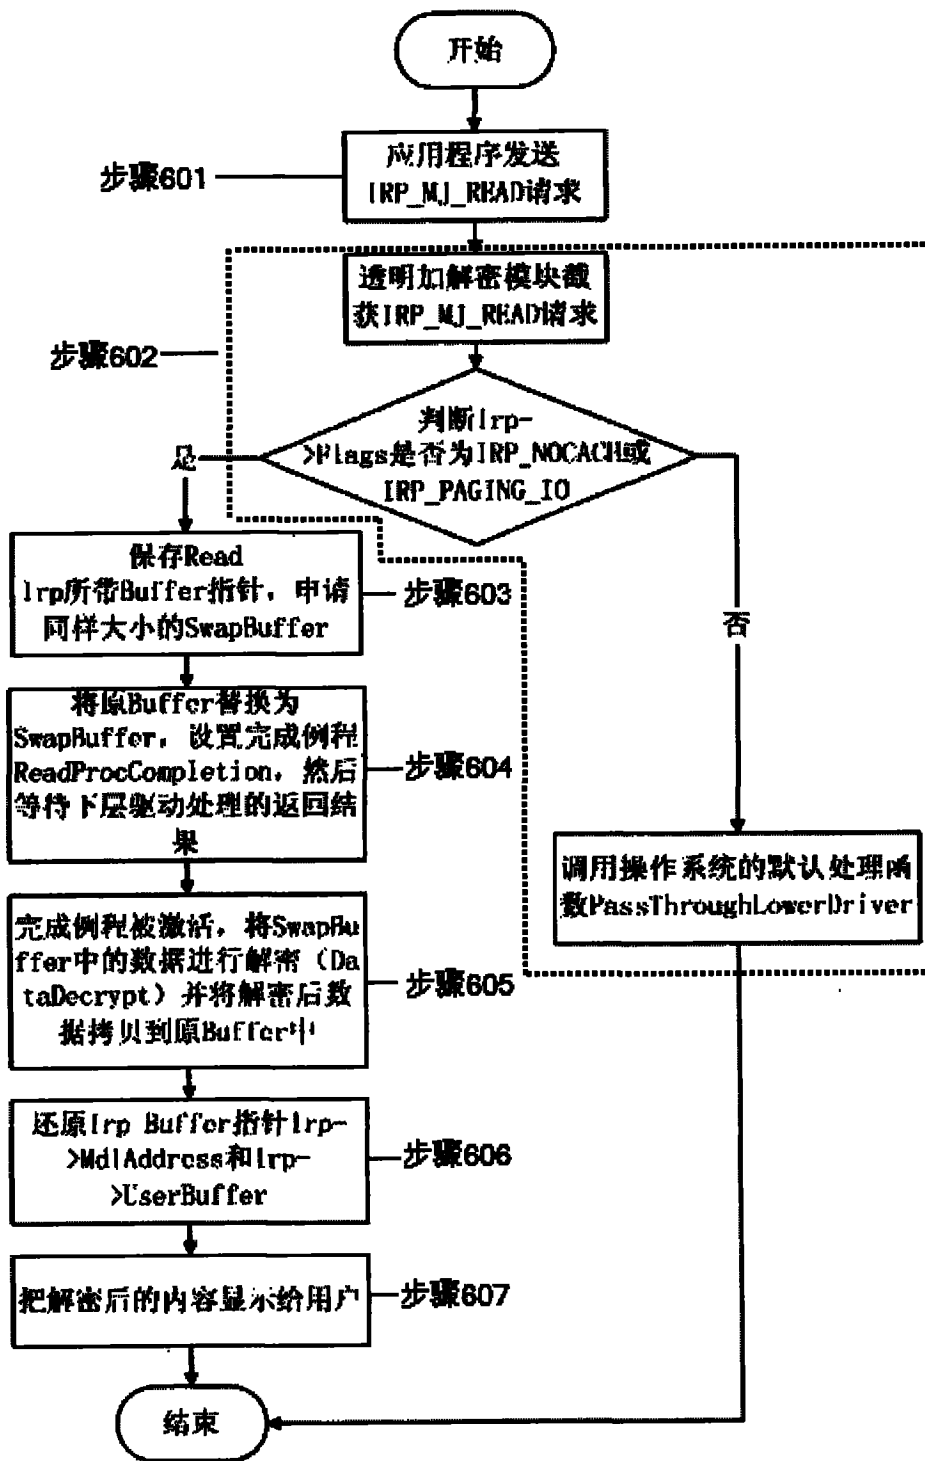 开始
应用程序发送
IRP_MJ_READ请求
步骤601
透明加解密模块截
获IRP_MJ_READ请求
步骤602
判断Irp-
>Flags是否为IRP_NOCACH或
IRP_PAGING_IO
是
否
保存Read
Irp所带Buffer指针，申请
同样大小的SwapBuffer
步骤603
将原Buffer替换为
SwapBuffer，设置完成例程
ReadProcCompletion，然后
等待下层驱动处理的返回结
果
步骤604
调用操作系统的默认处理函
数PassThroughLowerDriver
完成例程被激活，将SwapBu
ffer中的数据进行解密（Da
taDecrypt）并将解密后数
据拷贝到原Buffer中
步骤605
还原Irp Buffer指针Irp-
>MdlAddress和Irp-
>UserBuffer
步骤606
把解密后的内容显示给用户
步骤607
结束